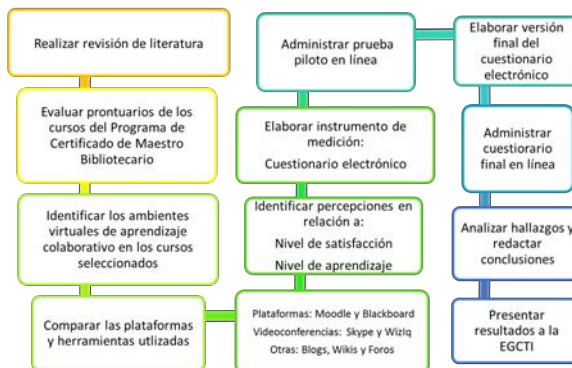 Realizar revisión de literatura
Evaluar prontuarios de los
cursos del Programa de
Certificado de Maestro
Bibliotecario
Identificar los ambientes
virtuales de aprendizaje
colaborativo en los cursos
seleccionados
Comparar las plataformas
y herramientas utlizadas
Plataformas: Moodle y Blackboard
Videoconferencias: Skype y WizIq
Otras: Blogs, Wikis y Foros
Identificar percepciones en
relación a:
Nivel de satisfacción
Nivel de aprendizaje
Elaborar instrumento de
medición:
Cuestionario electrónico
Administrar prueba
piloto en línea
Elaborar versión
final del
cuestionario
electrónico
Administrar
cuestiorario
final en línea
Analizar hallazgos y
redactar
conclusiones
Presentar
resultados a la
EGCTI